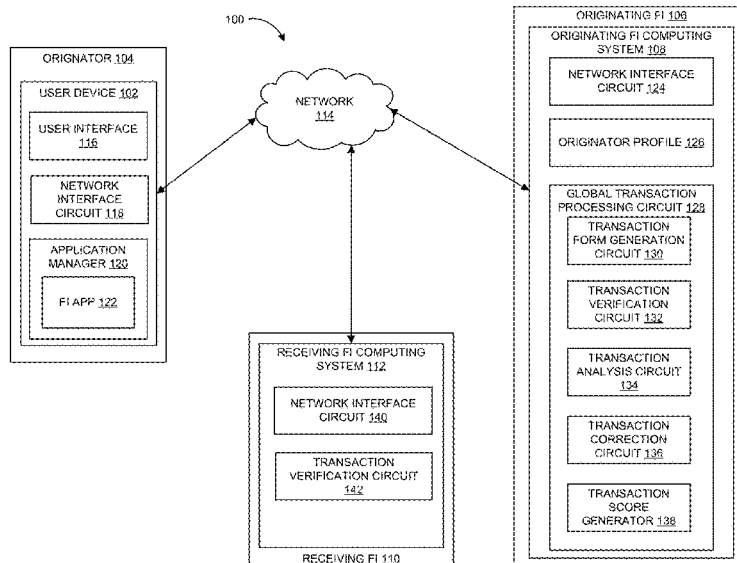 100
ORIGNATOR 104
USER DEVICE 102
USER INTERFACE
116
NETWORK
INTERFACE
CIRCUIT 118
APPLICATION
MANAGER 120
FI APP 122
NETWORK
114
RECEIVING FI COMPUTING
SYSTEM 112
NETWORK INTERFACE
CIRCUIT 140
TRANSACTION
VERIFICATION CIRCUIT
142
RECEIVING FI 110
ORIGINATING FI 106
ORIGINATING FI COMPUTING
SYSTEM 108
NETWORK INTERFACE
CIRCUIT 124
ORIGINATOR PROFILE 126
GLOBAL TRANSACTION
PROCESSING CIRCUIT 128
TRANSACTION
FORM GENERATION
CIRCUIT
130
TRANSACTION
VERIFICATION
CIRCUIT
132
TRANSACTION
ANALYSIS CIRCUIT
134
TRANSACTION
CORRECTION
CIRCUIT 136
TRANSACTION
SCORE
GENERATOR 138